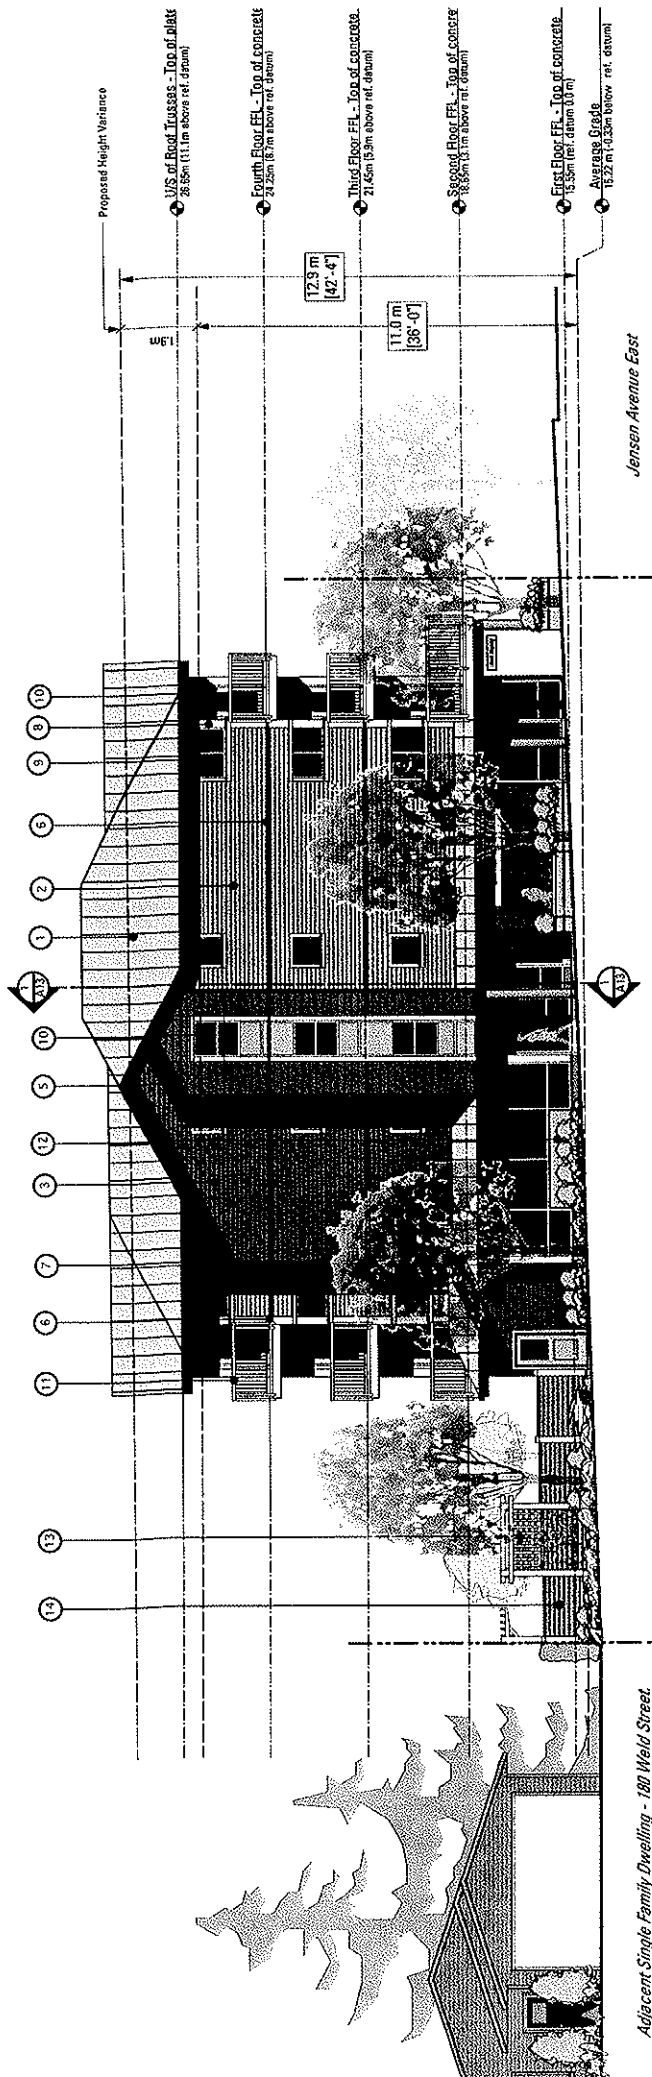 Proposed Height Variance
U/S of Roof Trusses - Top of plate
26.65m (11.1m above ref. datum)
Fourth Floor FFL - Top of concrete
24.25m (8.7m above ref. datum)
Third Floor FFL - Top of concrete
21.45m (5.9m above ref. datum)
Second Floor FFL - Top of concre
18.65m (3.1m above ref. datum)
First Floor FFL - Top of concrete
15.55m (ref. datum 0.0 m)
Average Grade
15.22 m (-0.33m below ref. datum)
1.9m
12.9 m
[42'-4"]
11.0 m
[36'-0"]
14
13
11
6
7
3
12
5
10
1
A13
1
2
6
9
8
10
1
A13
Jensen Avenue East
Adjacent Single Family Dwelling - 180 Weld Street.